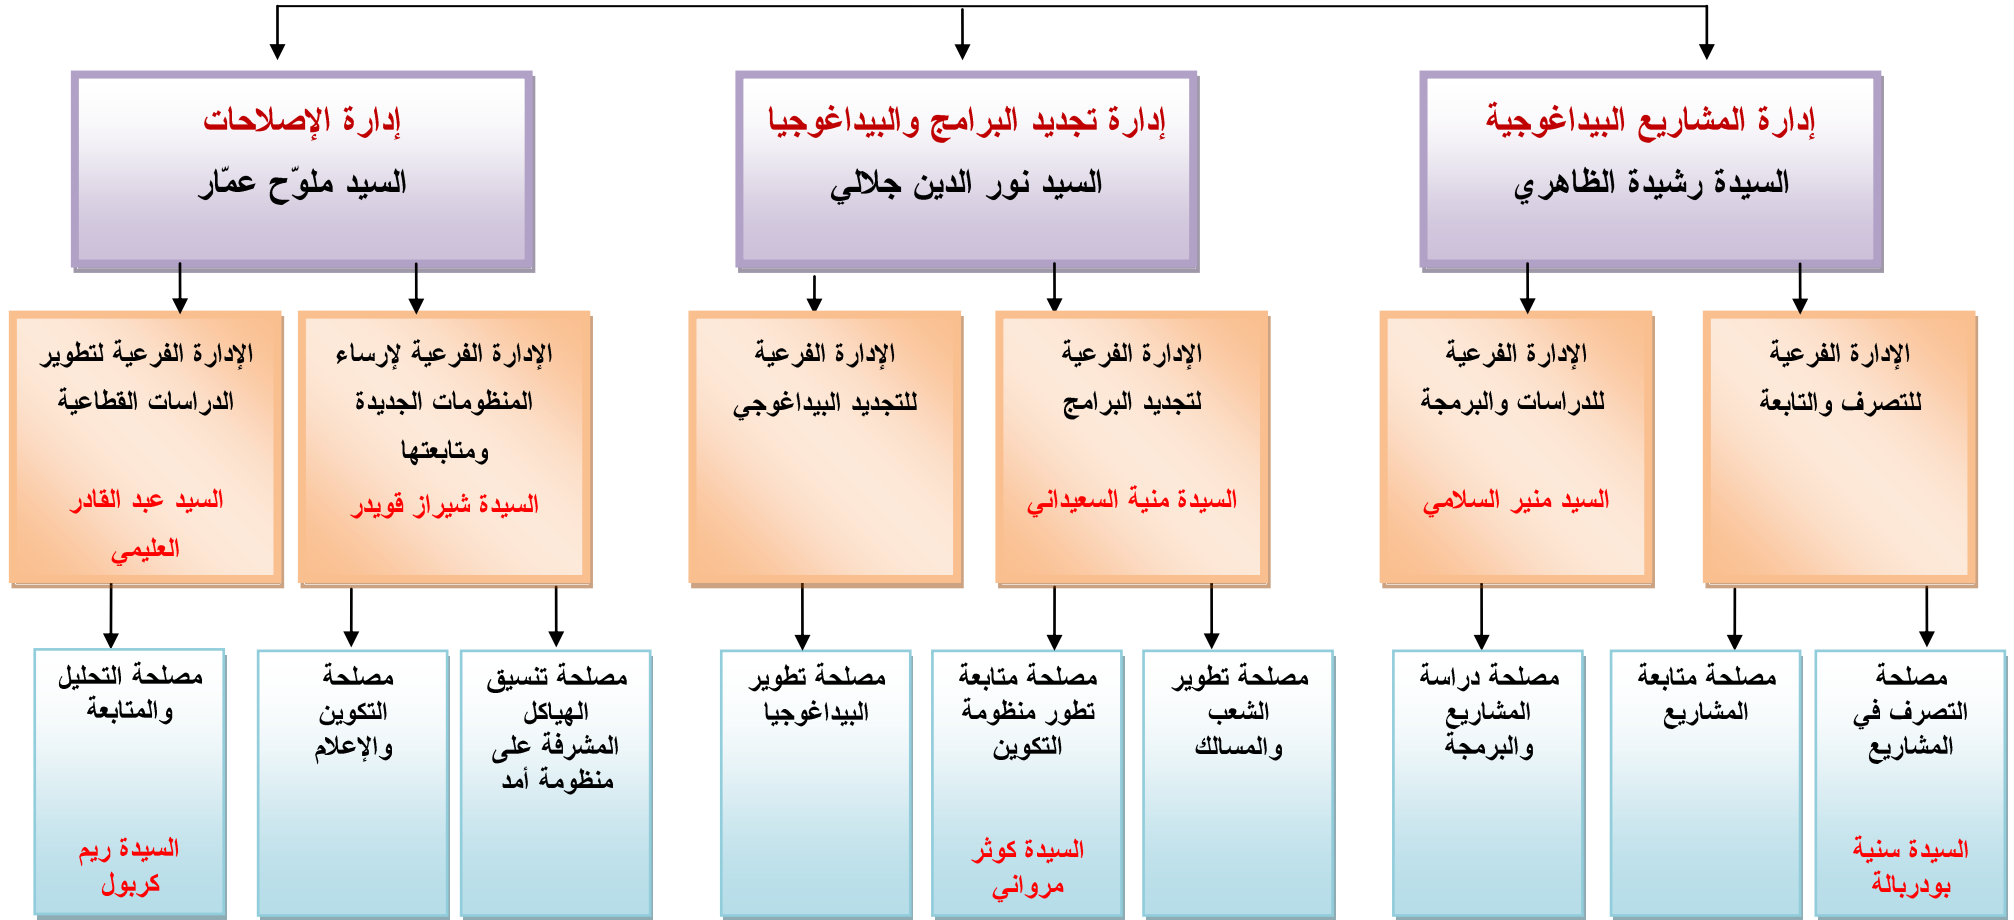 إدارة المشاريع البيداغوجية
السيدة رشيدة الظاهري
إدارة تجديد البرامج والبيداغوجيا
السيد نور الدين جلالي
إدارة الإصلاحات
السيد ملوّح عمّار
الإدارة الفرعية
للتصرف والتابعة
الإدارة الفرعية
للدراسات والبرمجة
السيد منير السلامي
الإدارة الفرعية
لتجديد البرامج
السيدة منية السعيداني
الإدارة الفرعية
للتجديد البيداغوجي
الإدارة الفرعية لإرساء
المنظومات الجديدة
ومتابعتها
السيدة شيراز قويدر
الإدارة الفرعية لتطوير
الدراسات القطاعية
السيد عبد القادر
العليمي
مصلحة
التصرف في
المشاريع
السيدة سنية
بودربالة
مصلحة متابعة
المشاريع
مصلحة دراسة
المشاريع
والبرمجة
مصلحة تطوير
الشعب
والمسالك
مصلحة متابعة
تطور منظومة
التكوين
السيدة كوثر
مرواني
مصلحة تطوير
البيداغوجيا
مصلحة تنسيق
الهياكل
المشرفة على
منظومة أمد
مصلحة
التكوين
والإعلام
مصلحة التحليل
والمتابعة
السيدة ريم
كربول